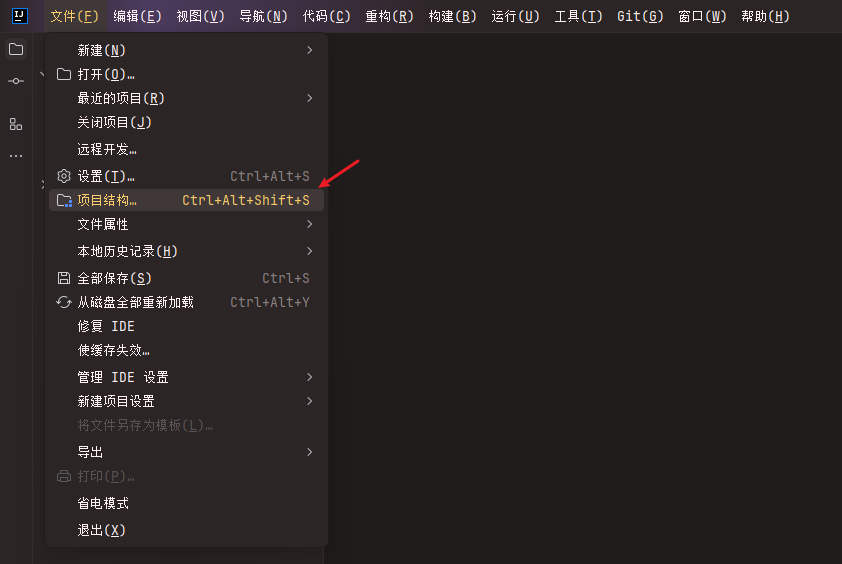 IJ
文件(F) 编辑(E) 视图(V) 导航(N) 代码(C) 重构(R) 构建(B) 运行(U) 工具(T) Git(G) 窗口(W) 帮助(H)
新建(N)
打开(O)…
最近的项目(R)
关闭项目(J)
远程开发…
设置(T)… Ctrl+Alt+S
项目结构… Ctrl+Alt+Shift+S
文件属性
本地历史记录(H)
全部保存(S) Ctrl+S
从磁盘全部重新加载 Ctrl+Alt+Y
修复 IDE
使缓存失效…
管理 IDE 设置
新建项目设置
将文件另存为模板(L)…
导出
打印(P)…
省电模式
退出(X)